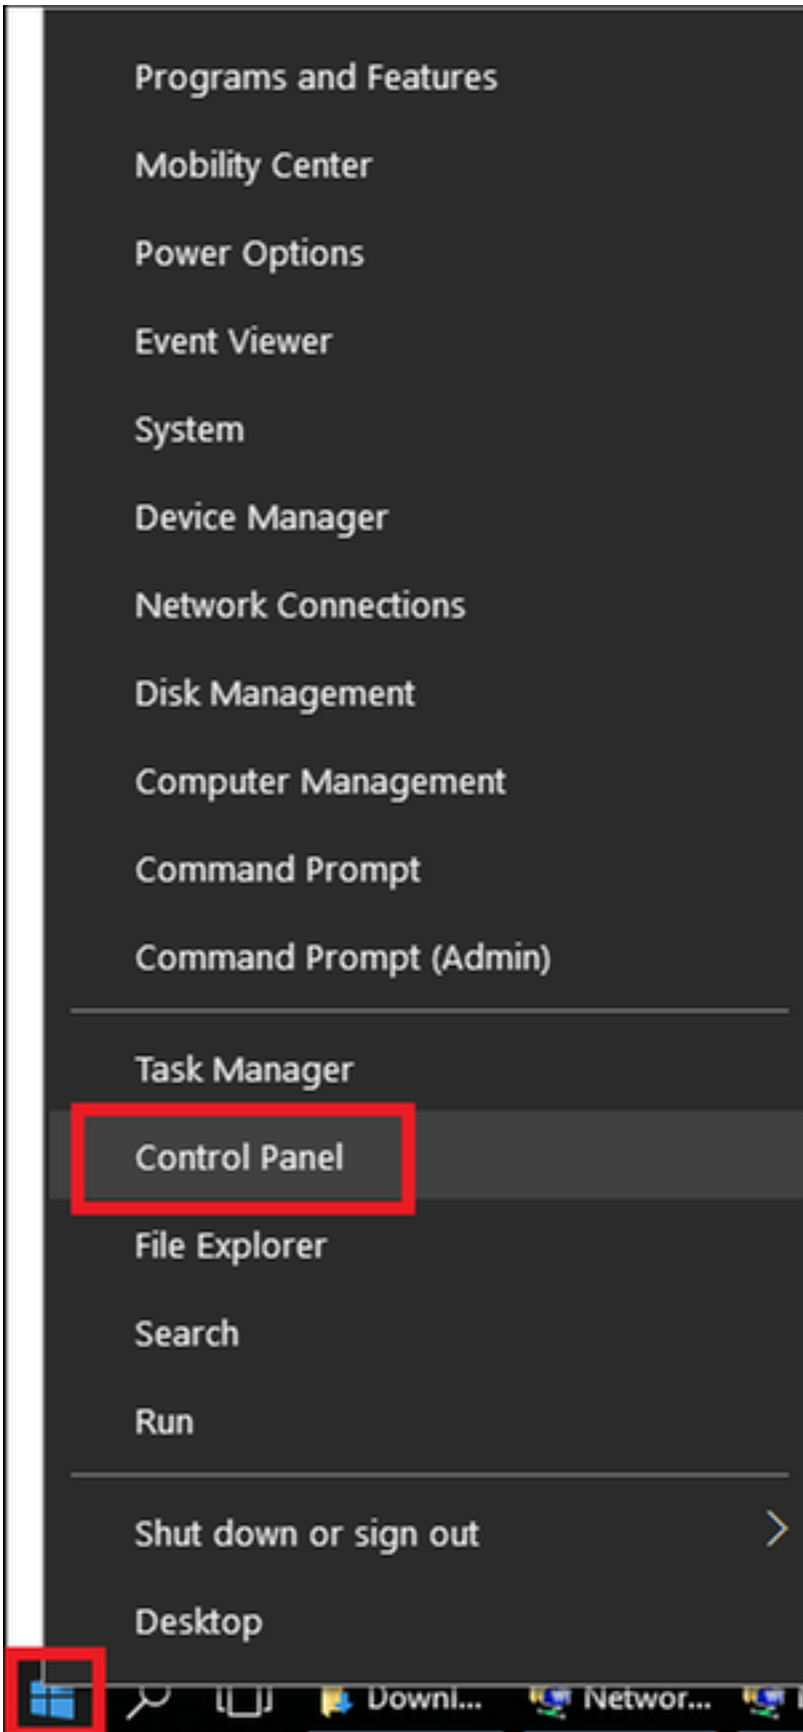 Programs and Features
Mobility Center
Power Options
Event Viewer
System
Device Manager
Network Connections
Disk Management
Computer Management
Command Prompt
Command Prompt (Admin)
Task Manager
Control Panel
File Explorer
Search
Run
Shut down or sign out
Desktop
Downl... Networ...